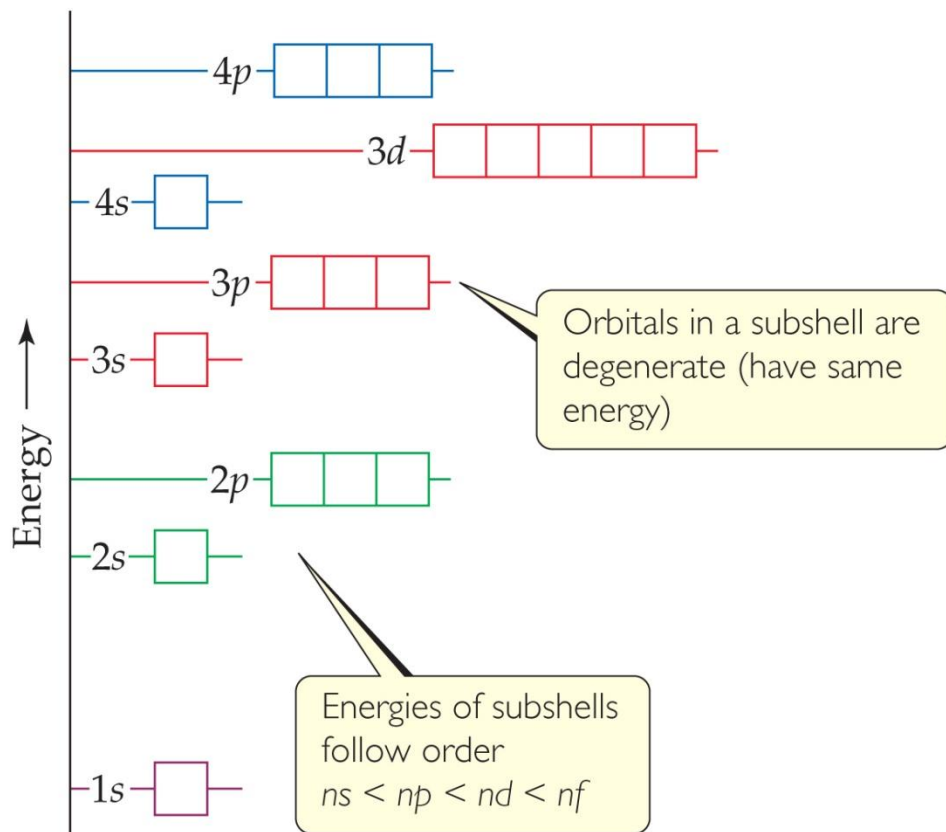 4p
3d
4s
3p
Orbitals in a subshell are
degenerate (have same
energy)
3s
Energy
2p
2s
Energies of subshells
follow order
ns < np < nd < nf
1s